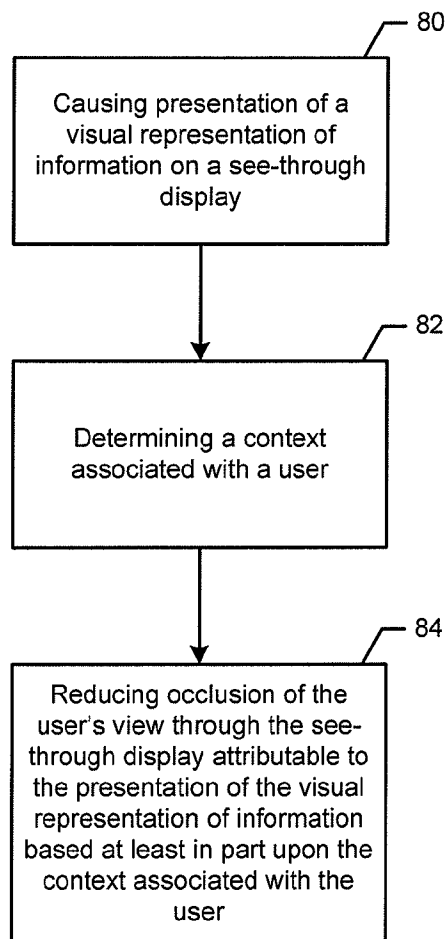 80
Causing presentation of a
visual representation of
information on a see-through
display
82
Determining a context
associated with a user
84
Reducing occlusion of the
user's view through the see-
through display attributable to
the presentation of the visual
representation of information
based at least in part upon the
context associated with the
user